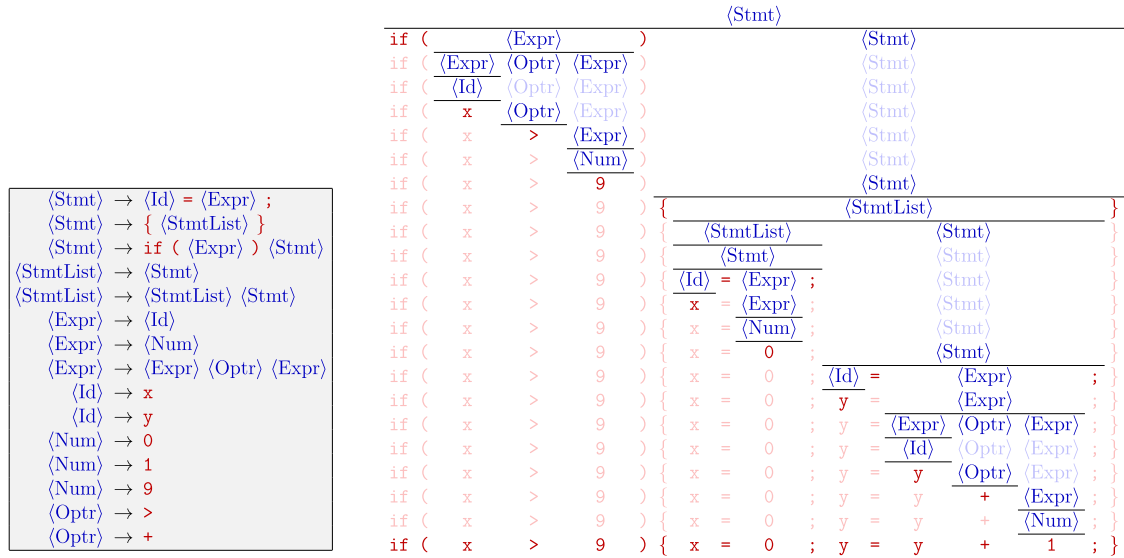 ⟨Stmt⟩ → ⟨Id⟩ = ⟨Expr⟩ ;
⟨Stmt⟩ → { ⟨StmtList⟩ }
⟨Stmt⟩ → if ( ⟨Expr⟩ ) ⟨Stmt⟩
⟨StmtList⟩ → ⟨Stmt⟩
⟨StmtList⟩ → ⟨StmtList⟩ ⟨Stmt⟩
⟨Expr⟩ → ⟨Id⟩
⟨Expr⟩ → ⟨Num⟩
⟨Expr⟩ → ⟨Expr⟩ ⟨Optr⟩ ⟨Expr⟩
⟨Id⟩ → x
⟨Id⟩ → y
⟨Num⟩ → 0
⟨Num⟩ → 1
⟨Num⟩ → 9
⟨Optr⟩ → >
⟨Optr⟩ → +
⟨Stmt⟩
if ( ⟨Expr⟩ ) ⟨Stmt⟩
if ( ⟨Expr⟩ ⟨Optr⟩ ⟨Expr⟩ ) ⟨Stmt⟩
if ( ⟨Id⟩ ⟨Optr⟩ ⟨Expr⟩ ) ⟨Stmt⟩
if ( x ⟨Optr⟩ ⟨Expr⟩ ) ⟨Stmt⟩
if ( x > ⟨Expr⟩ ) ⟨Stmt⟩
if ( x > ⟨Num⟩ ) ⟨Stmt⟩
if ( x > 9 ) ⟨Stmt⟩
if ( x > 9 ) { ⟨StmtList⟩ }
if ( x > 9 ) { ⟨StmtList⟩ ⟨Stmt⟩ }
if ( x > 9 ) { ⟨Stmt⟩ ⟨Stmt⟩ }
if ( x > 9 ) { ⟨Id⟩ = ⟨Expr⟩ ; ⟨Stmt⟩ }
if ( x > 9 ) { x = ⟨Expr⟩ ; ⟨Stmt⟩ }
if ( x > 9 ) { x = ⟨Num⟩ ; ⟨Stmt⟩ }
if ( x > 9 ) { x = 0 ; ⟨Stmt⟩ }
if ( x > 9 ) { x = 0 ; ⟨Id⟩ = ⟨Expr⟩ ; }
if ( x > 9 ) { x = 0 ; y = ⟨Expr⟩ ; }
if ( x > 9 ) { x = 0 ; y = ⟨Expr⟩ ⟨Optr⟩ ⟨Expr⟩ ; }
if ( x > 9 ) { x = 0 ; y = ⟨Id⟩ ⟨Optr⟩ ⟨Expr⟩ ; }
if ( x > 9 ) { x = 0 ; y = y ⟨Optr⟩ ⟨Expr⟩ ; }
if ( x > 9 ) { x = 0 ; y = y + ⟨Expr⟩ ; }
if ( x > 9 ) { x = 0 ; y = y + ⟨Num⟩ ; }
if ( x > 9 ) { x = 0 ; y = y + 1 ; }